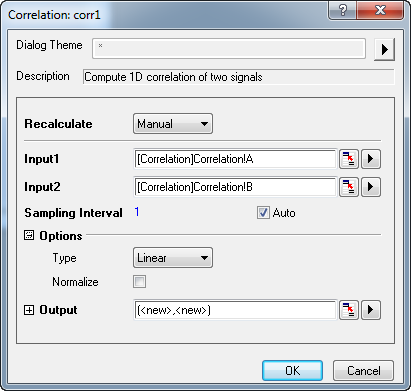 Correlation: corr1
Dialog Theme *
Description Compute 1D correlation of two signals
Recalculate Manual
Input1 [Correlation]Correlation!A
Input2 [Correlation]Correlation!B
Sampling Interval 1 Auto
Options
Type Linear
Normalize
Output (<new>,<new>)
OK Cancel